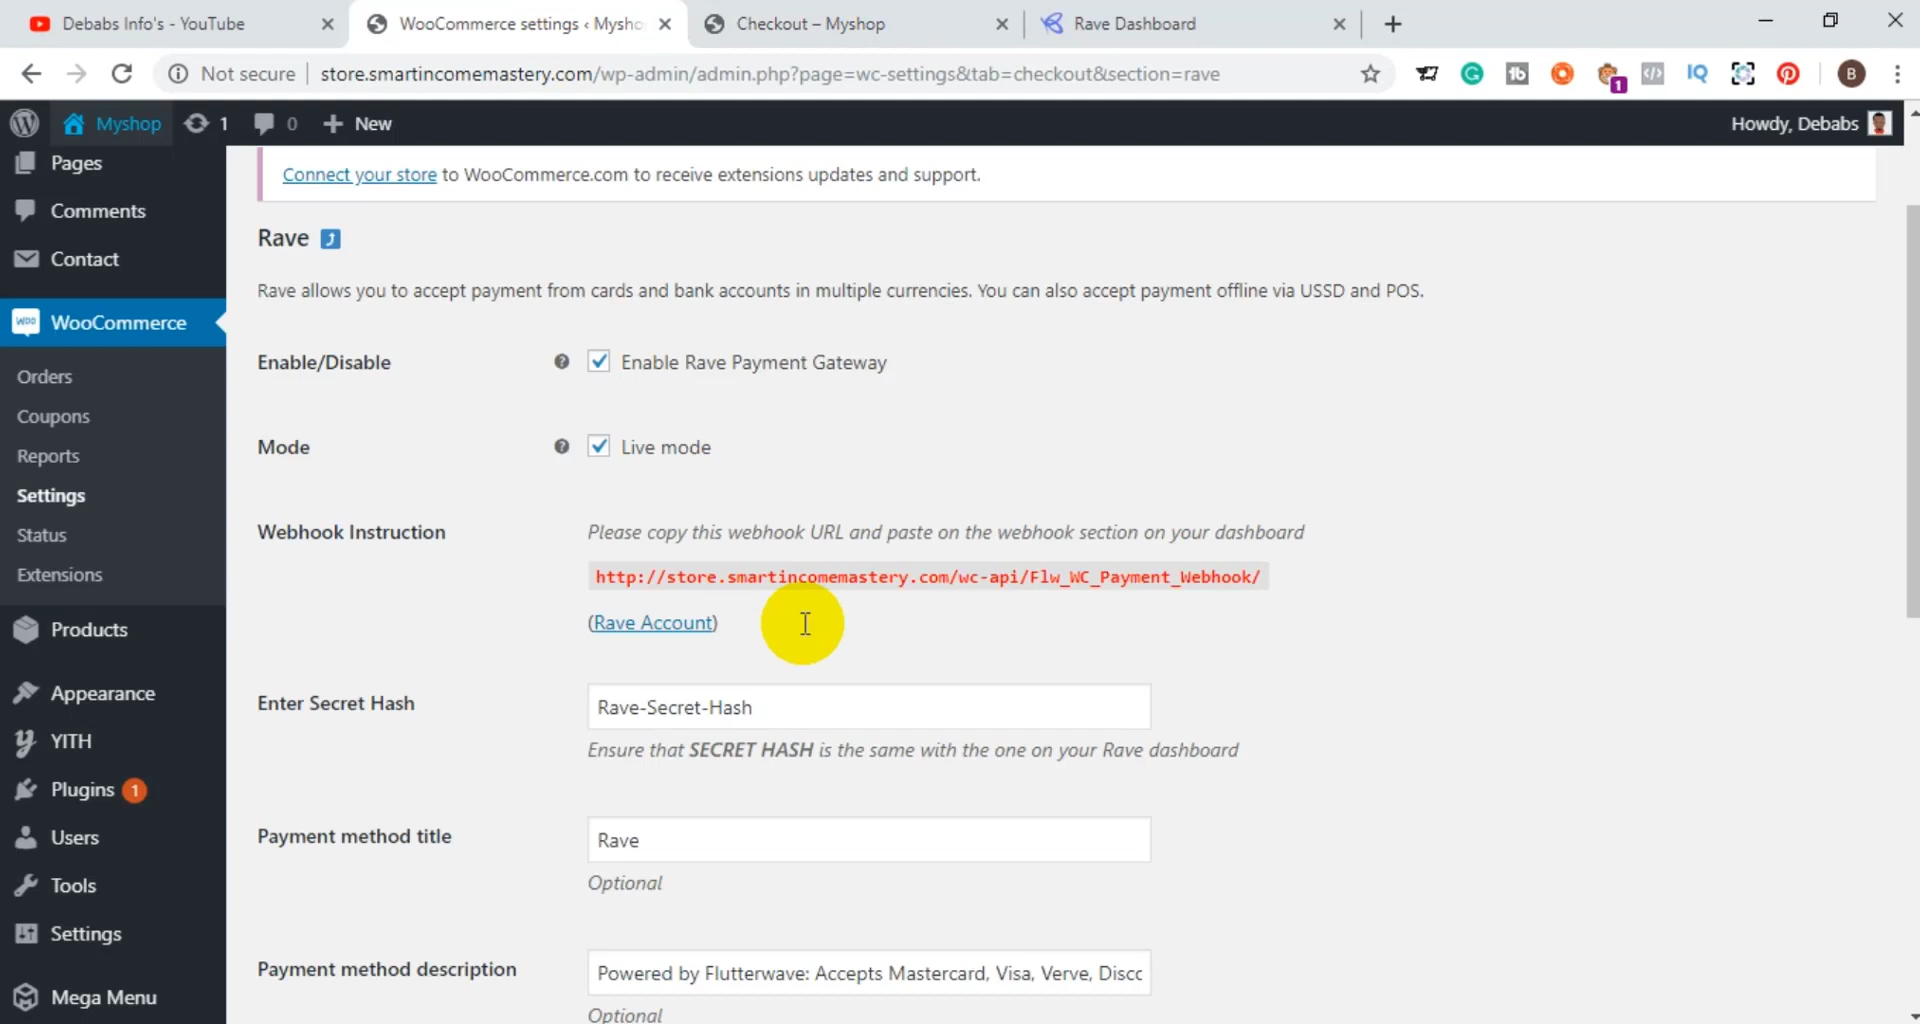 Debabs Info's - YouTube
WooCommerce settings ‹ Mysho
Checkout – Myshop
Rave Dashboard
Not secure
store.smartincomemastery.com/wp-admin/admin.php?page=wc-settings&tab=checkout&section=rave
1
B
Myshop
1
0
New
Howdy, Debabs
Pages
Comments
Contact
WooCommerce
Orders
Coupons
Reports
Settings
Status
Extensions
Products
Appearance
YITH
Plugins 1
Users
Tools
Settings
Mega Menu
Connect your store to WooCommerce.com to receive extensions updates and support.
Rave
Rave allows you to accept payment from cards and bank accounts in multiple currencies. You can also accept payment offline via USSD and POS.
Enable/Disable
Enable Rave Payment Gateway
Mode
Live mode
Webhook Instruction
Please copy this webhook URL and paste on the webhook section on your dashboard
http://store.smartincomemastery.com/wc-api/Flw_WC_Payment_Webhook/
(Rave Account)
Enter Secret Hash
Rave-Secret-Hash
Ensure that SECRET HASH is the same with the one on your Rave dashboard
Payment method title
Rave
Optional
Payment method description
Powered by Flutterwave: Accepts Mastercard, Visa, Verve, Discc
Optional